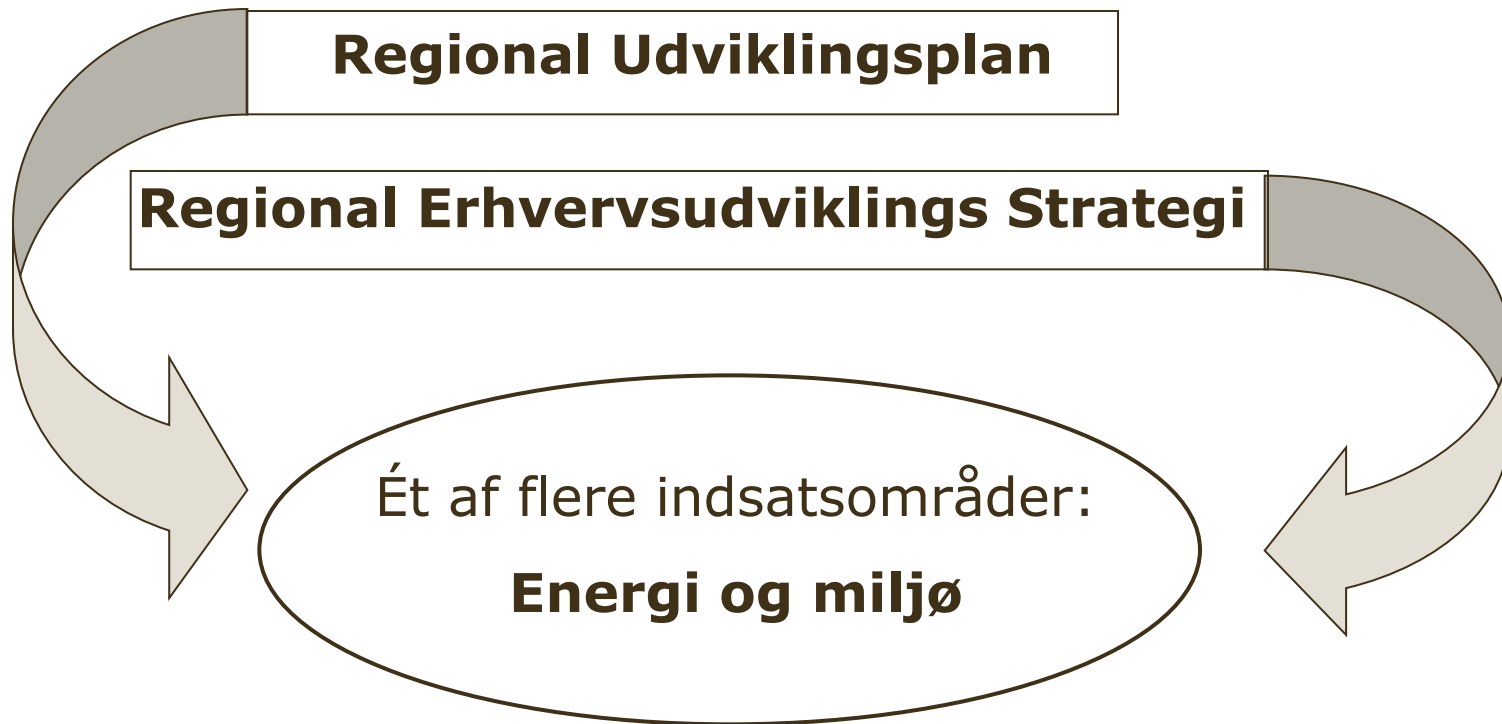 Regional Udviklingsplan
Regional Erhvervsudviklings Strategi
Ét af flere indsatsområder:
Energi og miljø